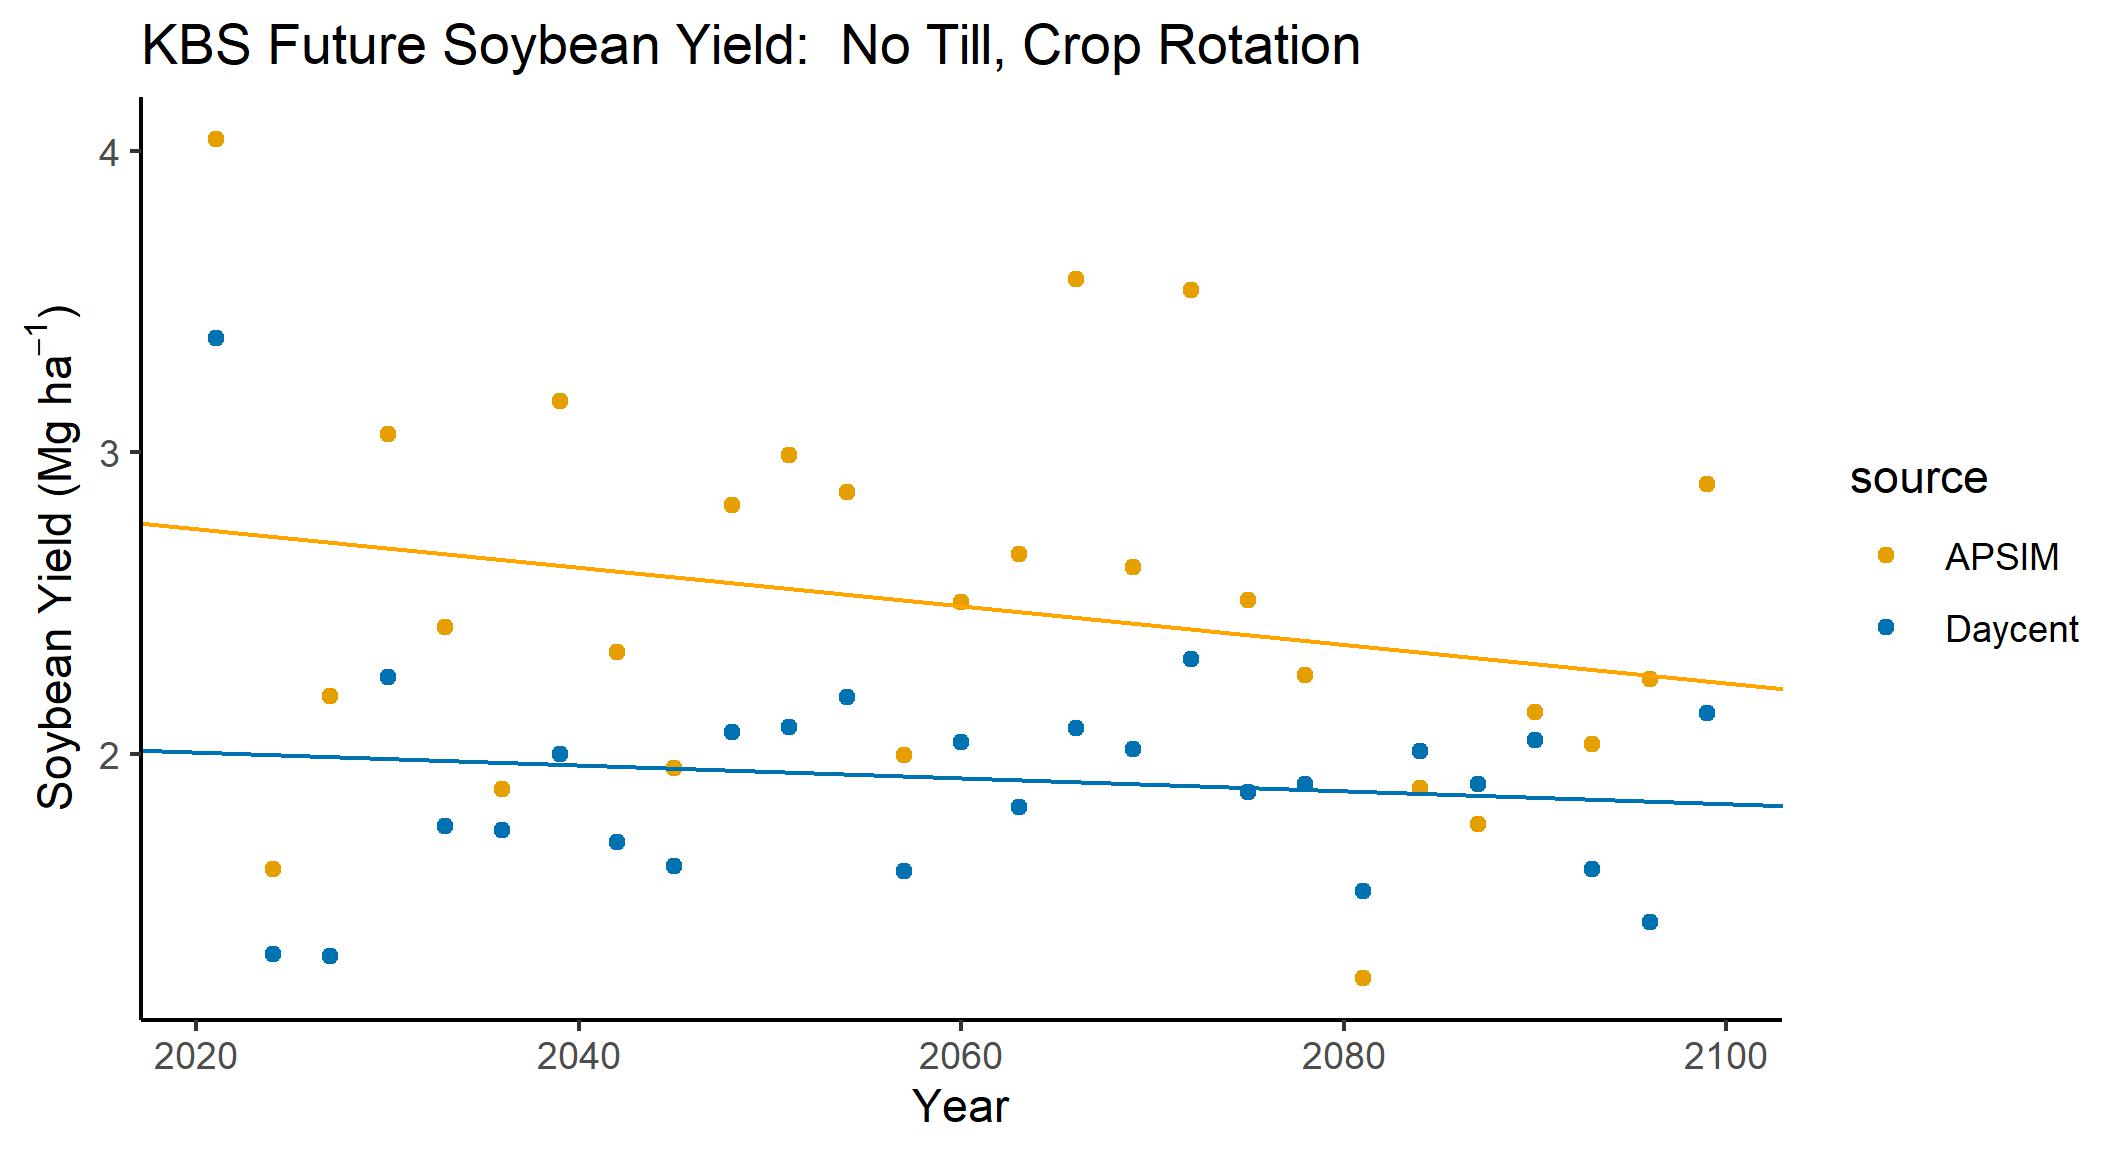 KBS Future Soybean Yield:  No Till, Crop Rotation
Soybean Yield (Mg ha⁻¹)
4
3
2
2020 2040 2060 2080 2100
Year
source
APSIM
Daycent